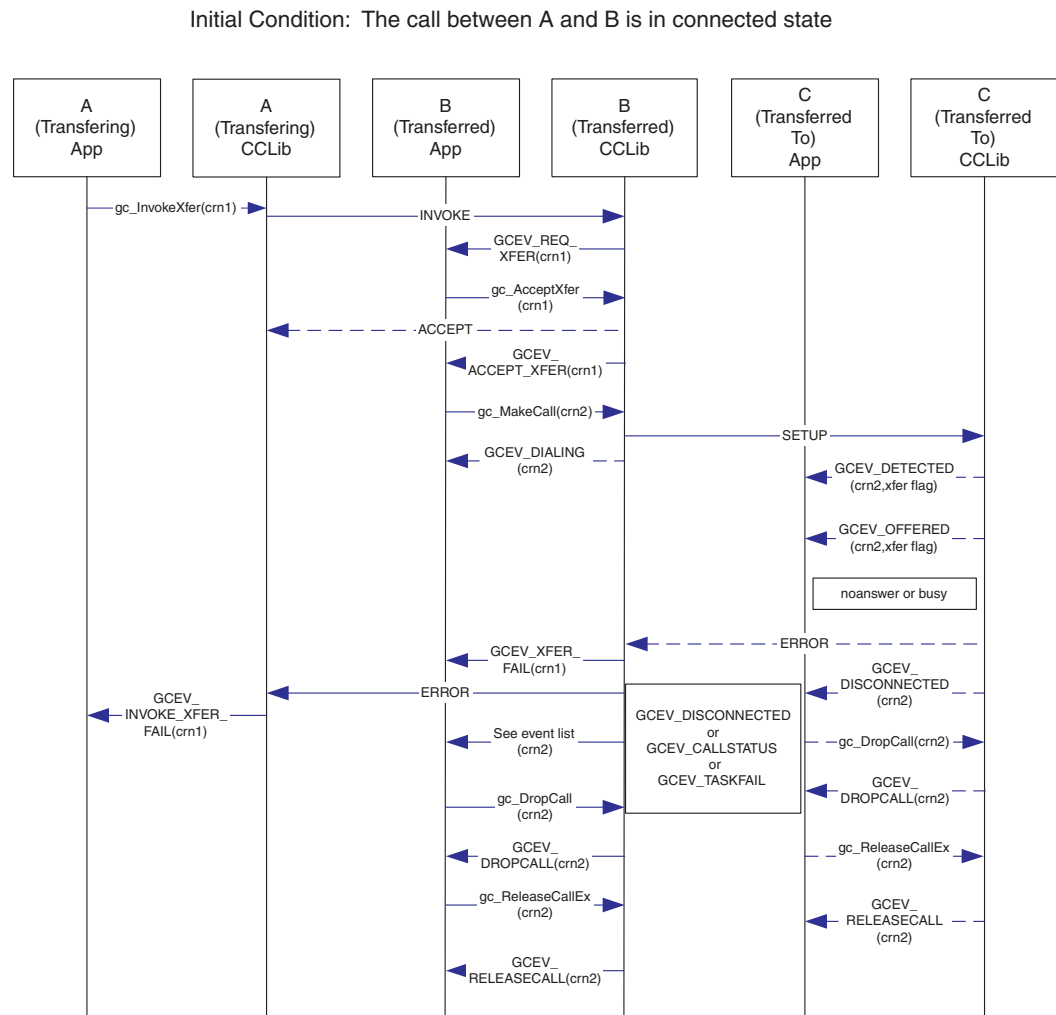 Initial Condition: The call between A and B is in connected state
A
(Transfering)
App
A
(Transfering)
CCLib
B
(Transferred)
App
B
(Transferred)
CCLib
C
(Transferred
To)
App
C
(Transferred
To)
CCLib
gc_InvokeXfer(crn1)
INVOKE
GCEV_REQ_
XFER(crn1)
gc_AcceptXfer
(crn1)
ACCEPT
GCEV_
ACCEPT_XFER(crn1)
gc_MakeCall(crn2)
SETUP
GCEV_DIALING
(crn2)
GCEV_DETECTED
(crn2,xfer flag)
GCEV_OFFERED
(crn2,xfer flag)
noanswer or busy
ERROR
GCEV_XFER_
FAIL(crn1)
GCEV_
DISCONNECTED
(crn2)
ERROR
GCEV_
INVOKE_XFER_
FAIL(crn1)
GCEV_DISCONNECTED
or
GCEV_CALLSTATUS
or
GCEV_TASKFAIL
See event list
(crn2)
gc_DropCall(crn2)
gc_DropCall
(crn2)
GCEV_
DROPCALL(crn2)
GCEV_
DROPCALL(crn2)
gc_ReleaseCallEx
(crn2)
gc_ReleaseCallEx
(crn2)
GCEV_
RELEASECALL
(crn2)
GCEV_
RELEASECALL(crn2)